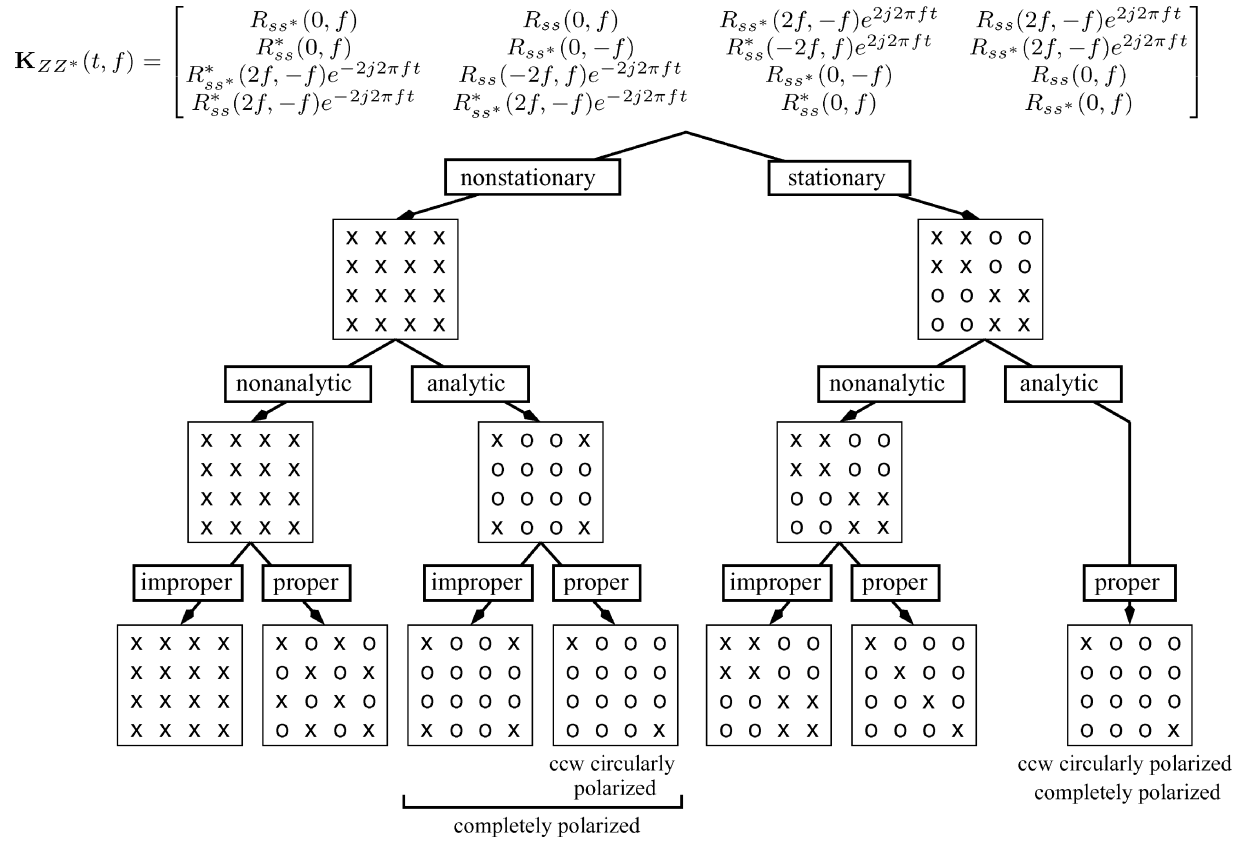 K_{ZZ*}(t, f) =
R_{ss*}(0, f) R_{ss}(0, f) R_{ss*}(2f, −f)e^{2j2πft} R_{ss}(2f, −f)e^{2j2πft}
R*_{ss}(0, f) R_{ss*}(0, −f) R*_{ss}(−2f, f)e^{2j2πft} R_{ss*}(2f, −f)e^{2j2πft}
R*_{ss*}(2f, −f)e^{−2j2πft} R_{ss}(−2f, f)e^{−2j2πft} R_{ss*}(0, −f) R_{ss}(0, f)
R*_{ss}(2f, −f)e^{−2j2πft} R*_{ss*}(2f, −f)e^{−2j2πft} R*_{ss}(0, f) R_{ss*}(0, f)
nonstationary stationary
x x x x x x o o
x x x x x x o o
x x x x o o x x
x x x x o o x x
nonanalytic analytic nonanalytic analytic
x x x x x o o x x x o o
x x x x o o o o x x o o
x x x x o o o o o o x x
x x x x x o o x o o x x
improper proper improper proper improper proper proper
x x x x x o x o x o o x x o o o x x o o x o o o x o o o
x x x x o x o x o o o o o o o o x x o o o x o o o o o o
x x x x x o x o o o o o o o o o o o x x o o x o o o o o
x x x x o x o x x o o x o o o x o o x x o o o x o o o x
ccw circularly
polarized
completely polarized
ccw circularly polarized
completely polarized